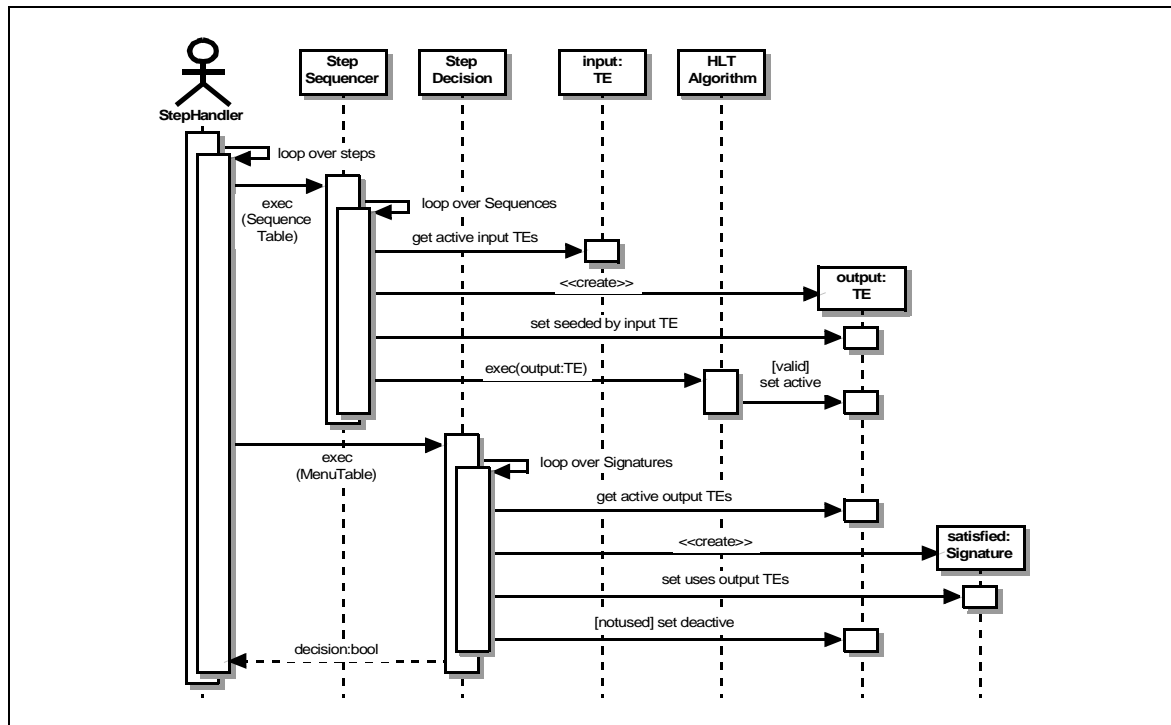 Step
Sequencer
Step
Decision
input:
TE
HLT
Algorithm
StepHandler
loop over steps
exec
(Sequence
Table)
loop over Sequences
get active input TEs
<<create>>
output:
TE
set seeded by input TE
exec(output:TE)
[valid]
set active
exec
(MenuTable)
loop over Signatures
get active output TEs
<<create>>
satisfied:
Signature
set uses output TEs
[notused] set deactive
decision:bool